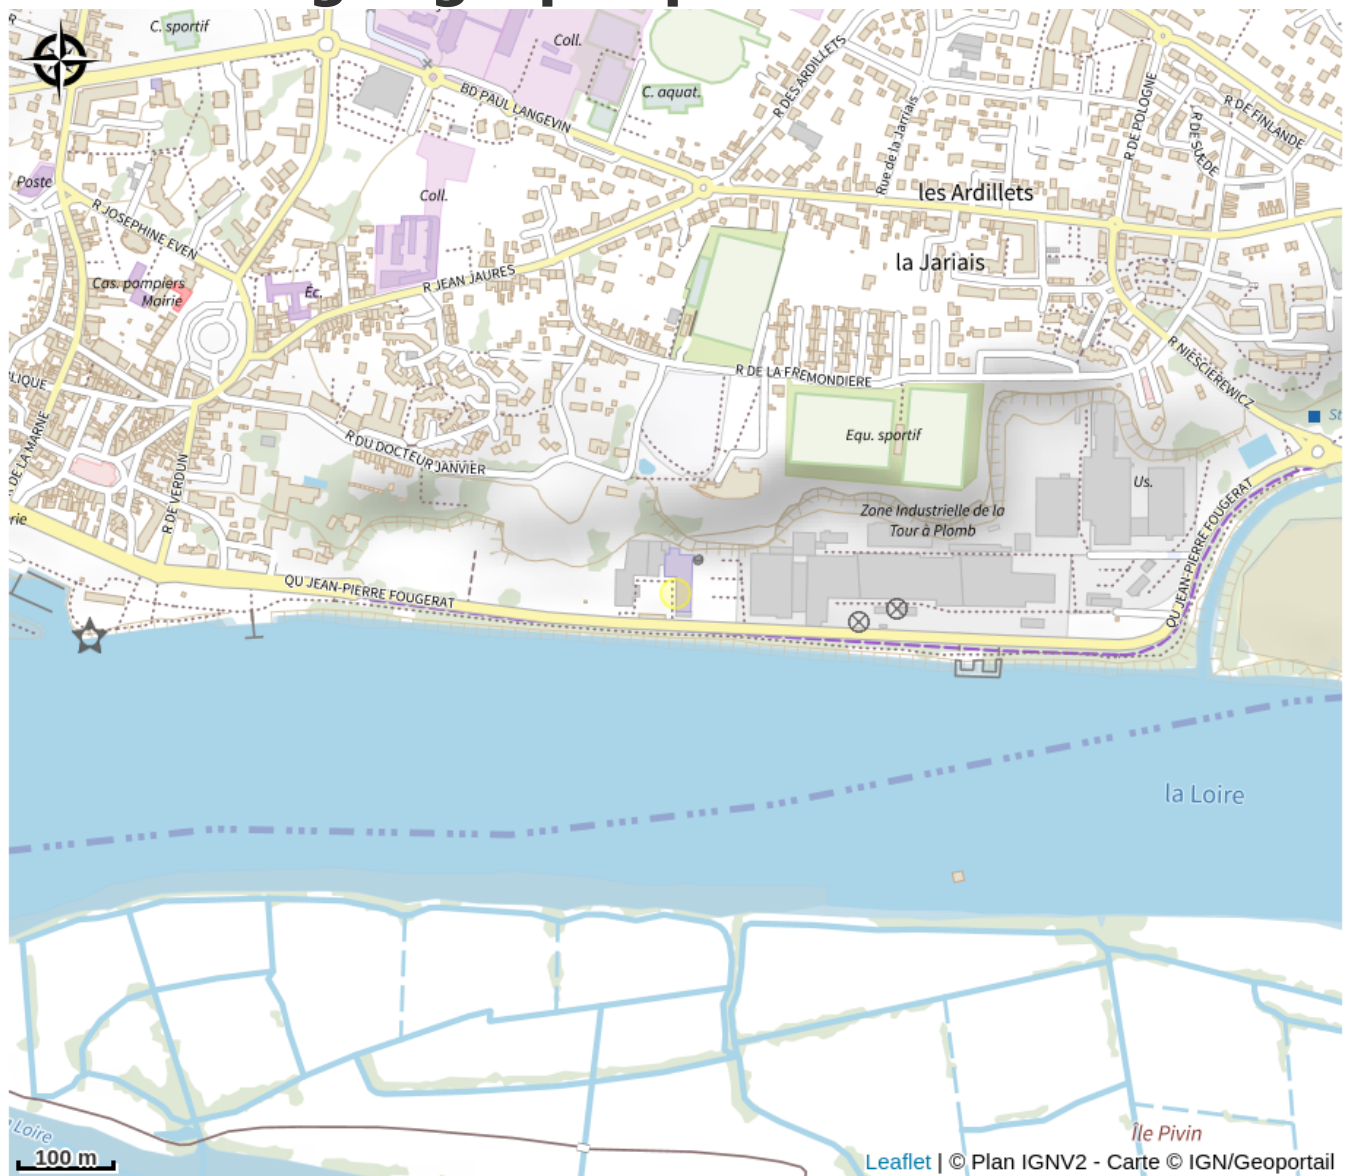 C. sportif
Coll.
BD PAUL LANGEVIN
C. aquat.
R DES ARDILLETS
Rue de la Jarriais
R DE POLOGNE
R DE SUEDE
R DE FINLANDE
Poste
Coll.
les Ardillets
R JOSEPHINE EVEN
la Jariais
Cas. pompiers
Mairie
Éc.
R JEAN JAURES
R DE LA FREMONDIERE
R NIESCIEREWICZ
BLIQUE
St
R DE LA MARNE
R DE VERDUN
R DU DOCTEUR JANVIER
Equ. sportif
Us.
Zone Industrielle de la
Tour à Plomb
rie
QU JEAN-PIERRE FOUGERAT
QU JEAN-PIERRE FOUGERAT
la Loire
Île Pivin
Loire
100 m
Leaflet | © Plan IGNV2 - Carte © IGN/Geoportail